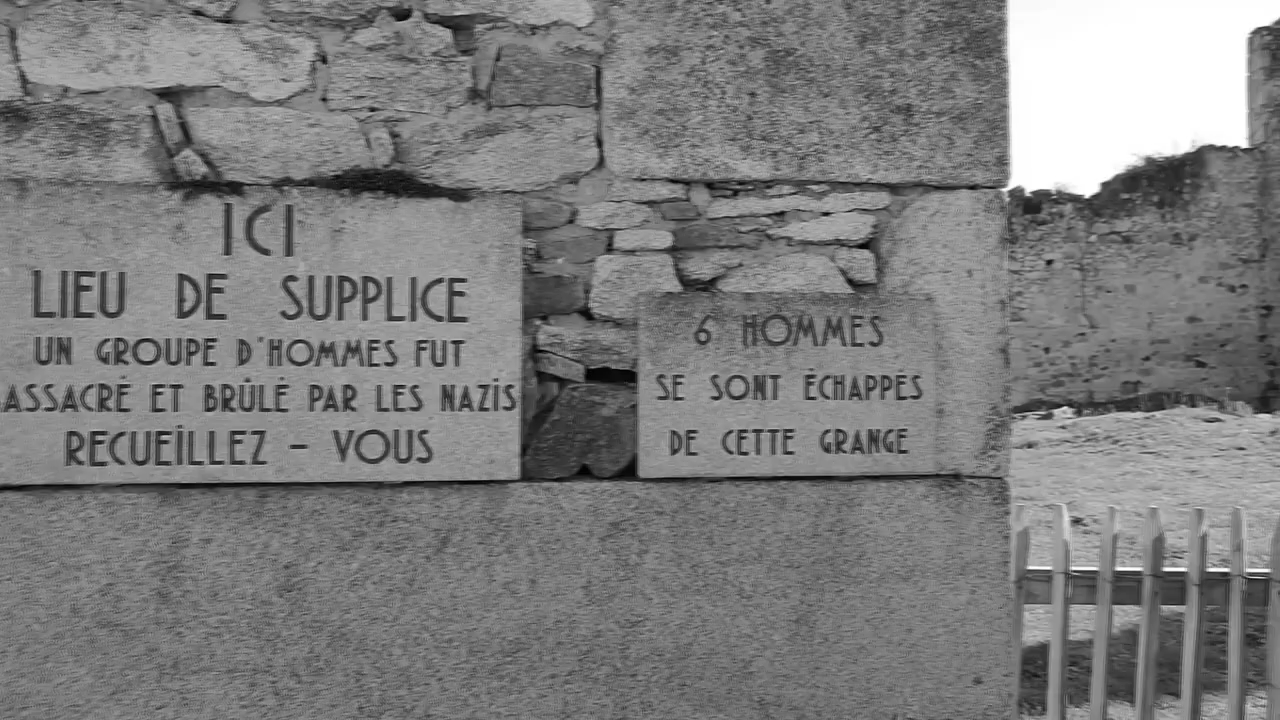 ICI
LIEU DE SUPPLICE
UN GROUPE D'HOMMES FUT
ASSACRÉ ET BRÛLÉ PAR LES NAZIS
RECUEILLEZ - VOUS
6 HOMMES
SE SONT ÉCHAPPÉS
DE CETTE GRANGE